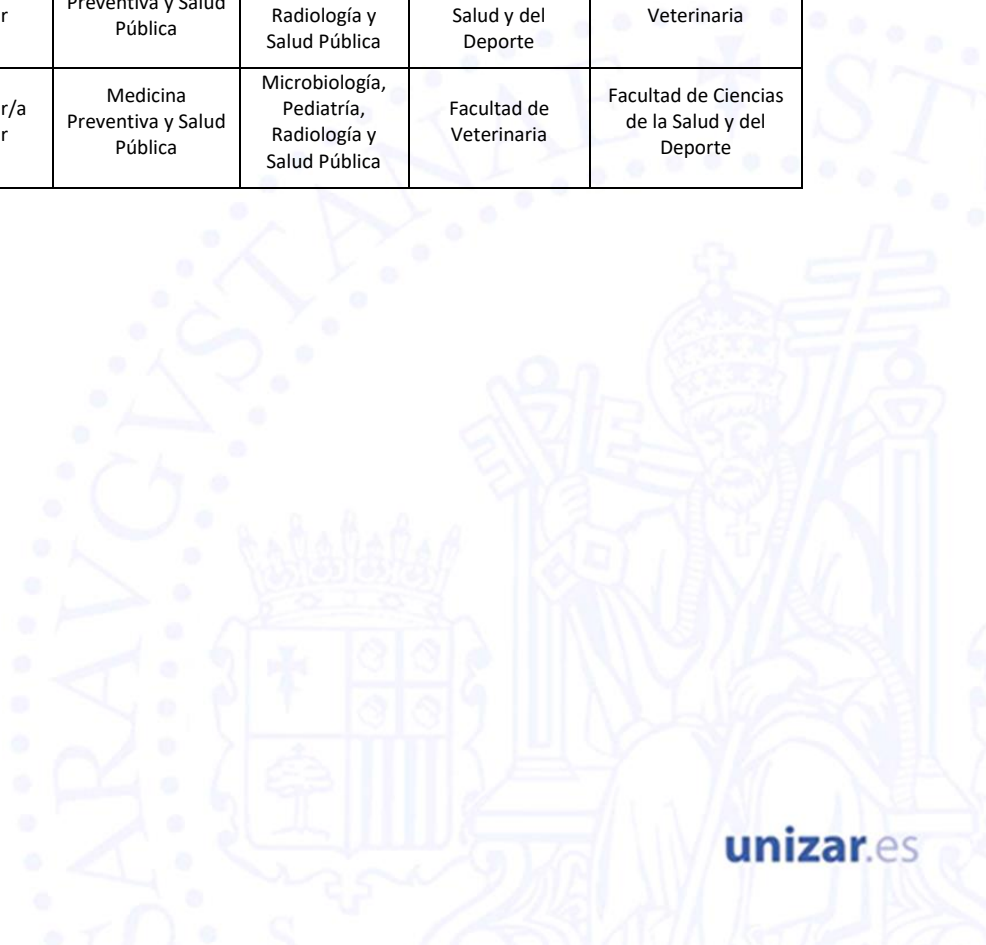 Preventiva y Salud
Pública
r
Radiología y
Salud Pública
Salud y del
Deporte
Veterinaria
r/a
r
Medicina
Preventiva y Salud
Pública
Microbiología,
Pediatría,
Radiología y
Salud Pública
Facultad de
Veterinaria
Facultad de Ciencias
de la Salud y del
Deporte
unizar.es